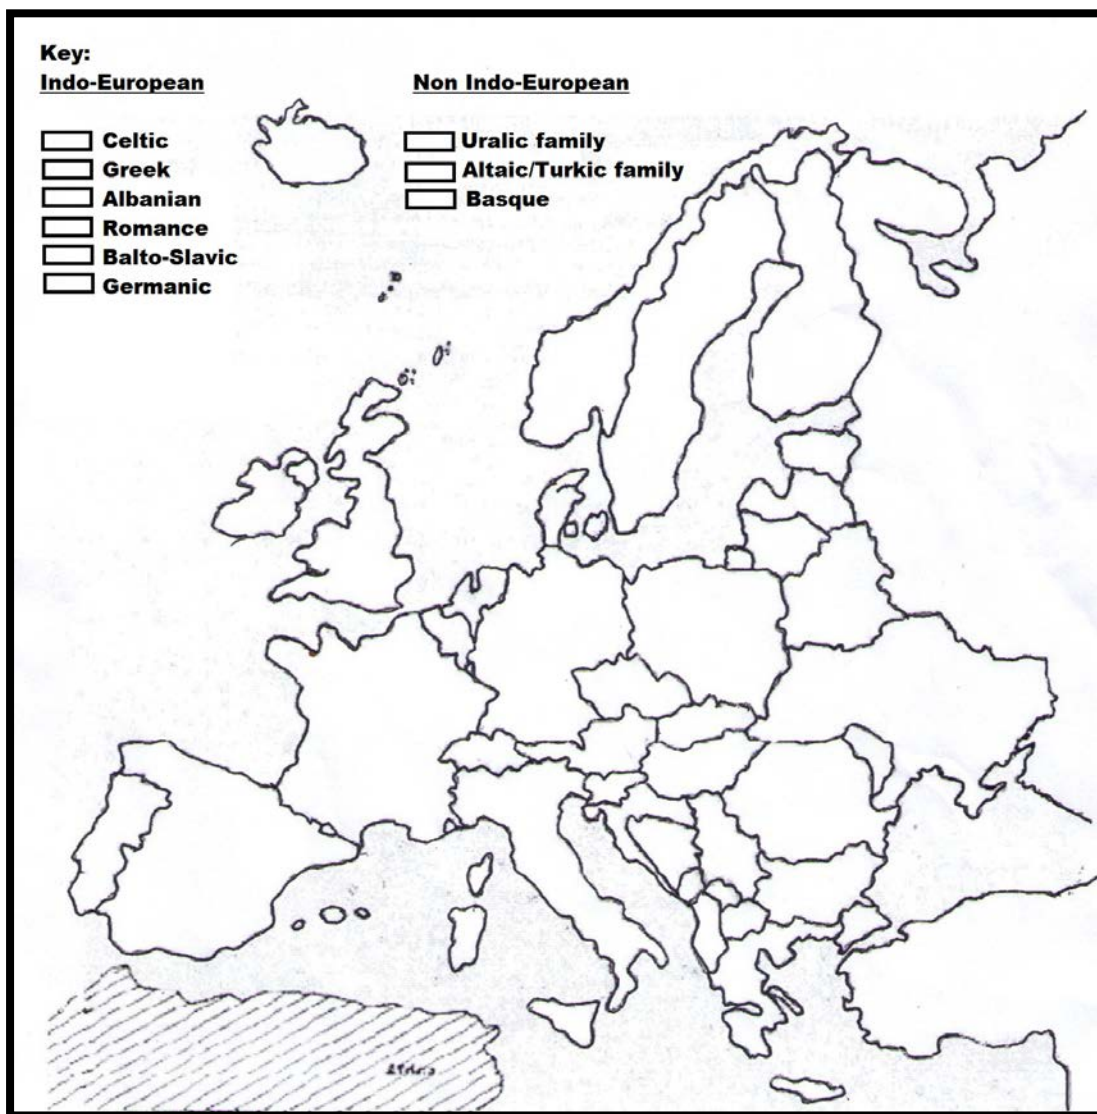 Key:
Indo-European
Celtic
Greek
Albanian
Romance
Balto-Slavic
Germanic
Non Indo-European
Uralic family
Altaic/Turkic family
Basque